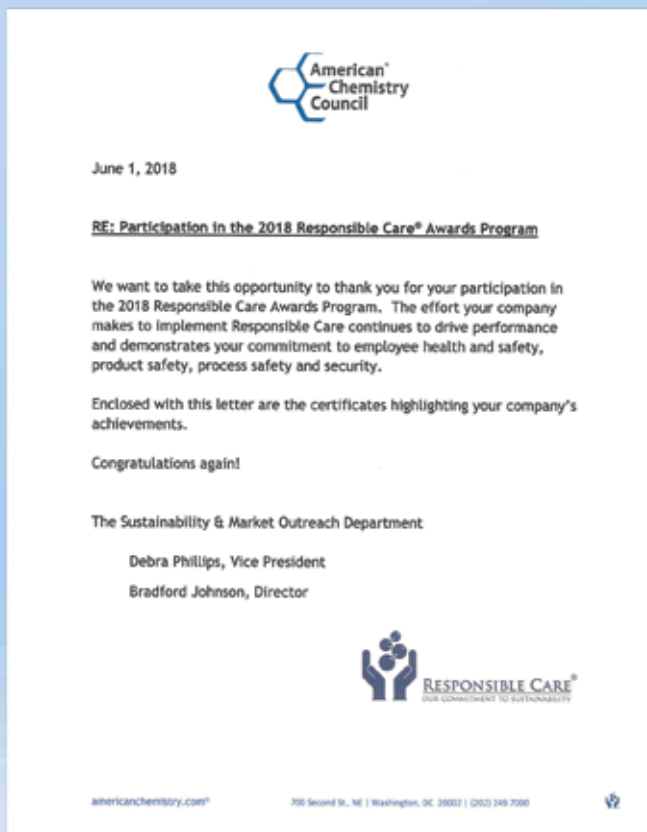 American®
Chemistry
Council
June 1, 2018
RE: Participation in the 2018 Responsible Care® Awards Program
We want to take this opportunity to thank you for your participation in
the 2018 Responsible Care Awards Program. The effort your company
makes to implement Responsible Care continues to drive performance
and demonstrates your commitment to employee health and safety,
product safety, process safety and security.
Enclosed with this letter are the certificates highlighting your company's
achievements.
Congratulations again!
The Sustainability & Market Outreach Department
Debra Phillips, Vice President
Bradford Johnson, Director
RESPONSIBLE CARE®
OUR COMMITMENT TO SUSTAINABILITY
americanchemistry.com® 700 Second St., NE | Washington, DC 20002 | (202) 249.7000